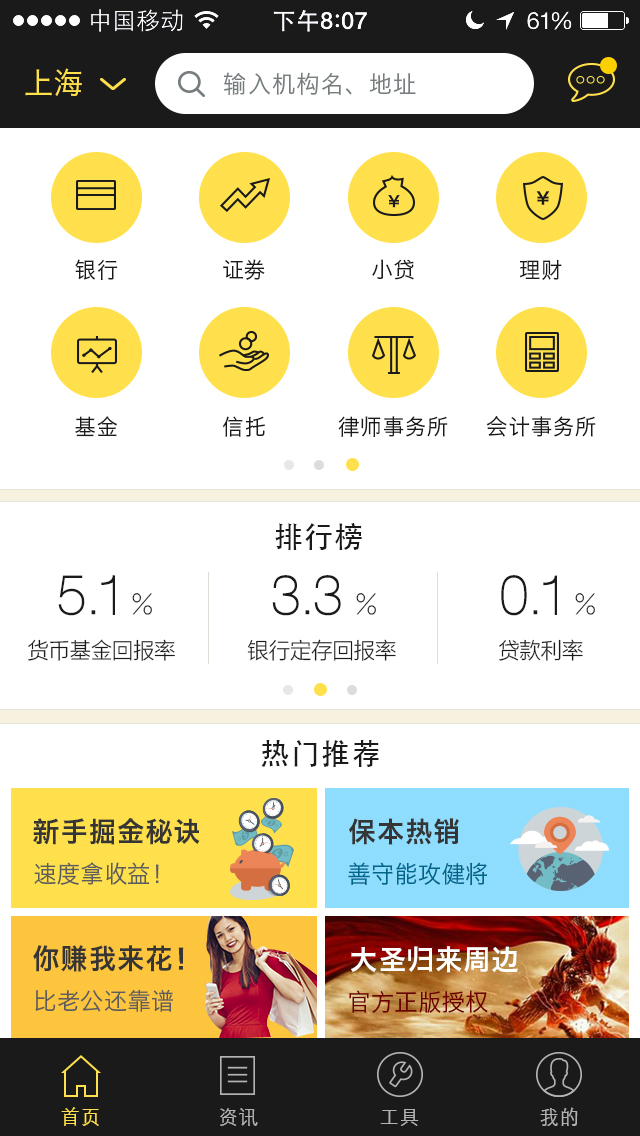 中国移动 下午8:07 61%
上海 输入机构名、地址
银行 证券 小贷 理财
¥ ¥
基金 信托 律师事务所 会计事务所
排行榜
5.1% 3.3% 0.1%
货币基金回报率 银行定存回报率 贷款利率
热门推荐
新手掘金秘诀 保本热销
速度拿收益! 善守能攻健将
你赚我来花! 大圣归来周边
比老公还靠谱 官方正版授权
首页 资讯 工具 我的